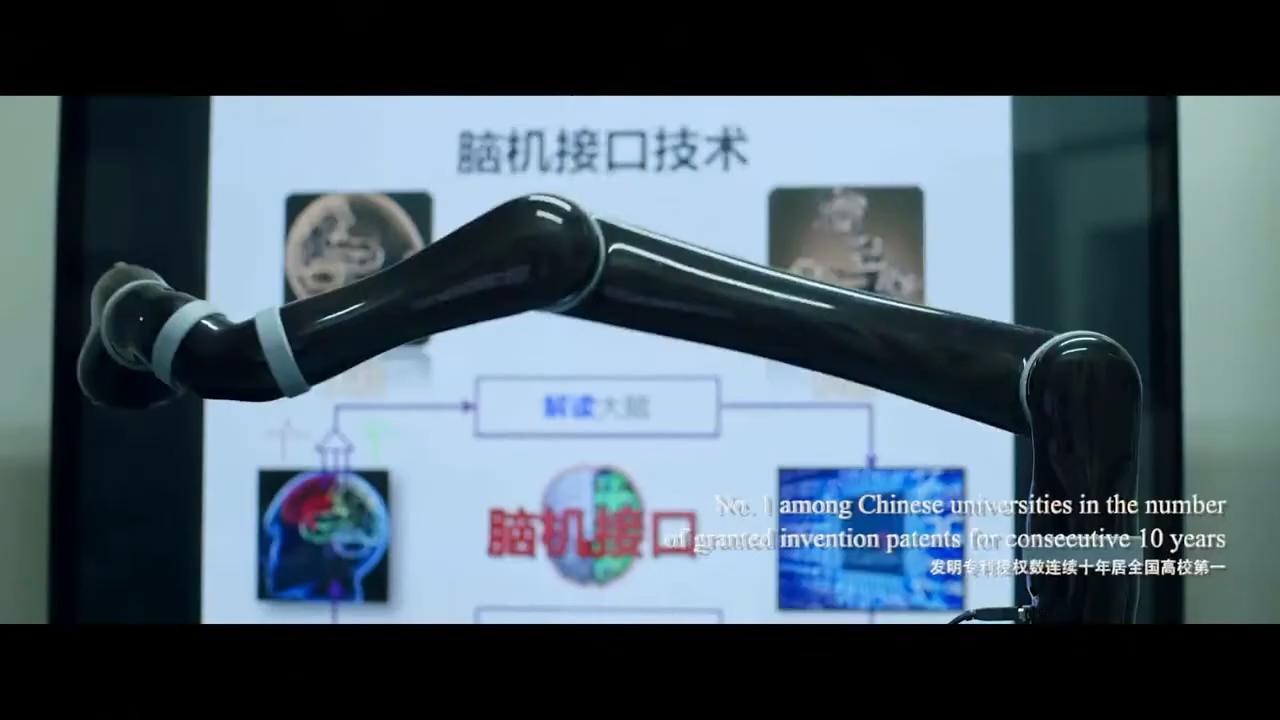 脑机接口技术
解读大脑
脑机接口
No. 1 among Chinese universities in the number
of granted invention patents for consecutive 10 years
发明专利授权数连续十年居全国高校第一